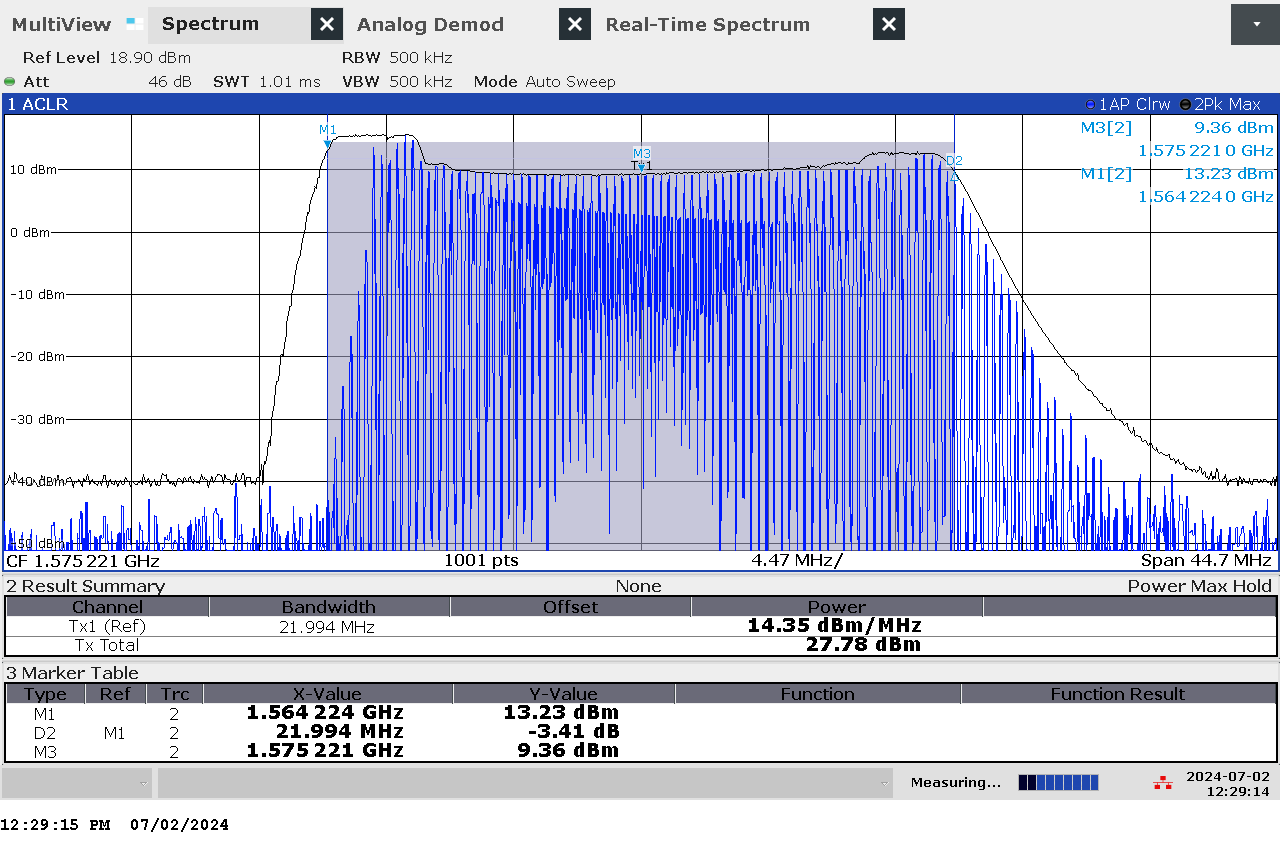 MultiView Spectrum Analog Demod Real-Time Spectrum
Ref Level 18.90 dBm RBW 500 kHz
Att 46 dB SWT 1.01 ms VBW 500 kHz Mode Auto Sweep
1 ACLR 1AP Clrw 2Pk Max
M3[2] 9.36 dBm
1.575 221 0 GHz
M1[2] 13.23 dBm
1.564 224 0 GHz
M1
M3
D2
10 dBm
0 dBm
-10 dBm
-20 dBm
-30 dBm
-40 dBm
-50 dBm
CF 1.575 221 GHz 1001 pts 4.47 MHz/ Span 44.7 MHz
2 Result Summary None Power Max Hold
Channel Bandwidth Offset Power
Tx1 (Ref) 21.994 MHz 14.35 dBm/MHz
Tx Total 27.78 dBm
3 Marker Table
Type Ref Trc X-Value Y-Value Function Function Result
M1 2 1.564 224 GHz 13.23 dBm
D2 M1 2 21.994 MHz -3.41 dB
M3 2 1.575 221 GHz 9.36 dBm
Measuring... 2024-07-02
12:29:14
12:29:15 PM 07/02/2024